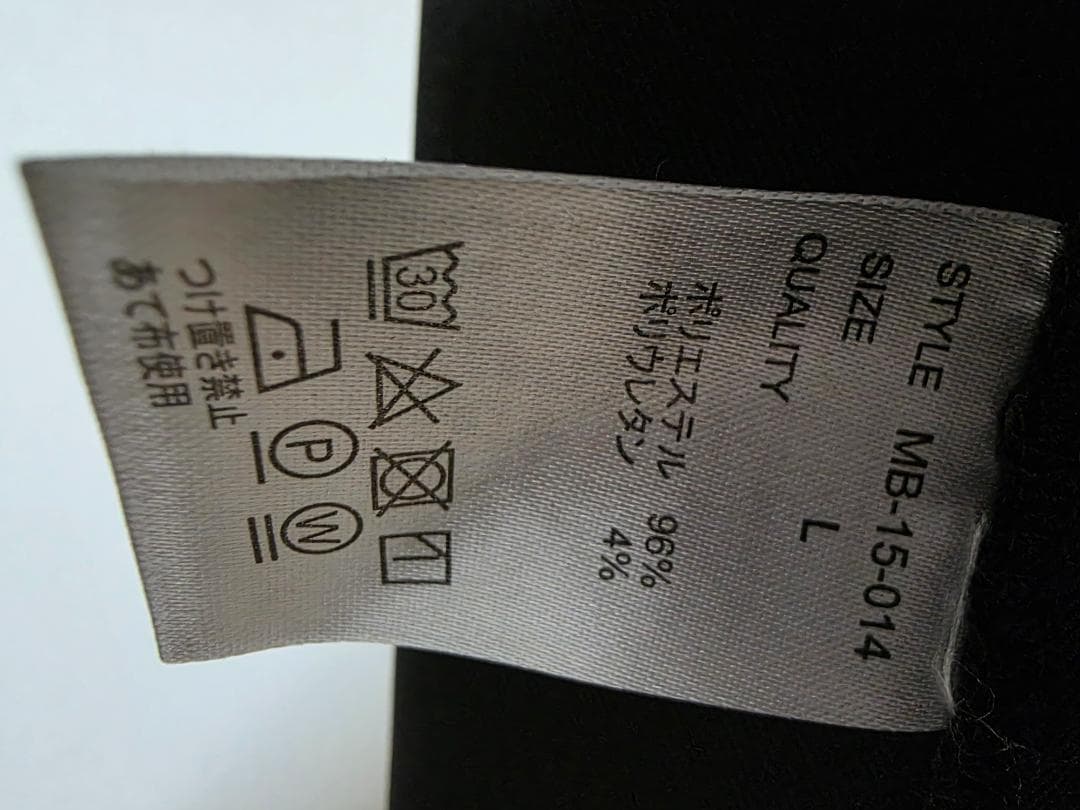 STYLE MB-15-014
SIZE L
QUALITY
ポリエステル 96%
ポリウレタン 4%
30
P W
つけ置き禁止
あて布使用